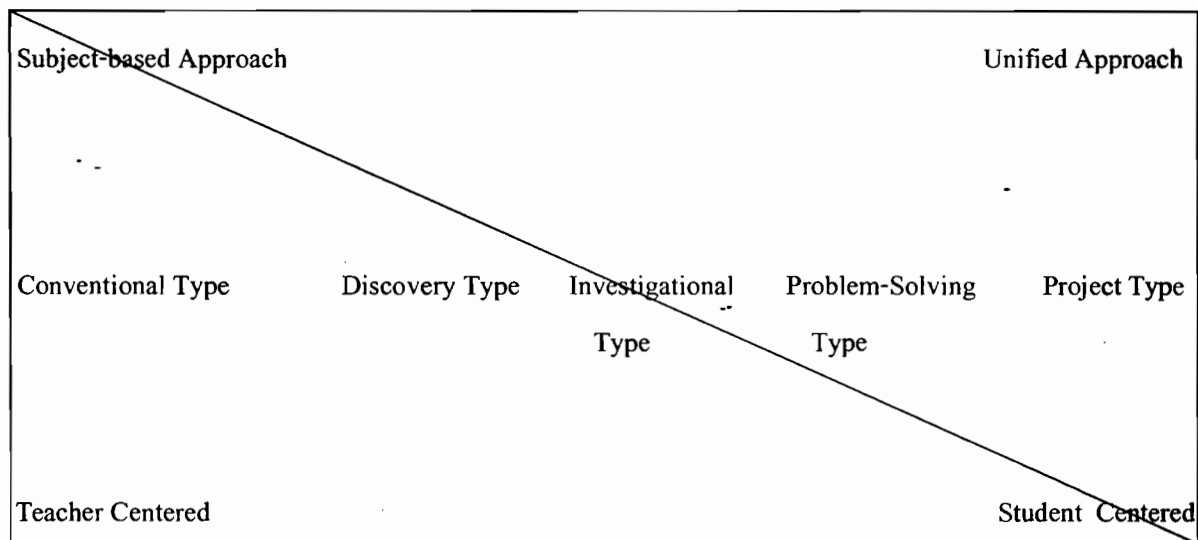 Subject-based Approach Unified Approach
Conventional Type Discovery Type Investigational Problem-Solving Project Type
Type Type
Teacher Centered Student Centered